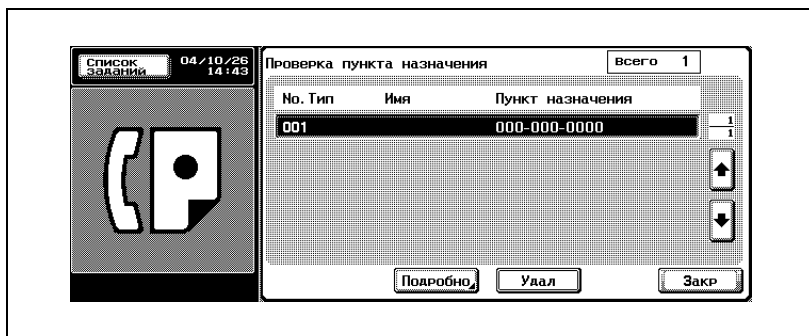 Список заданий
04/10/26
14:43
Проверка пункта назначения
Всего 1
No. Тип Имя Пункт назначения
001 000-000-0000
1
1
Подробно
Удал
Закр